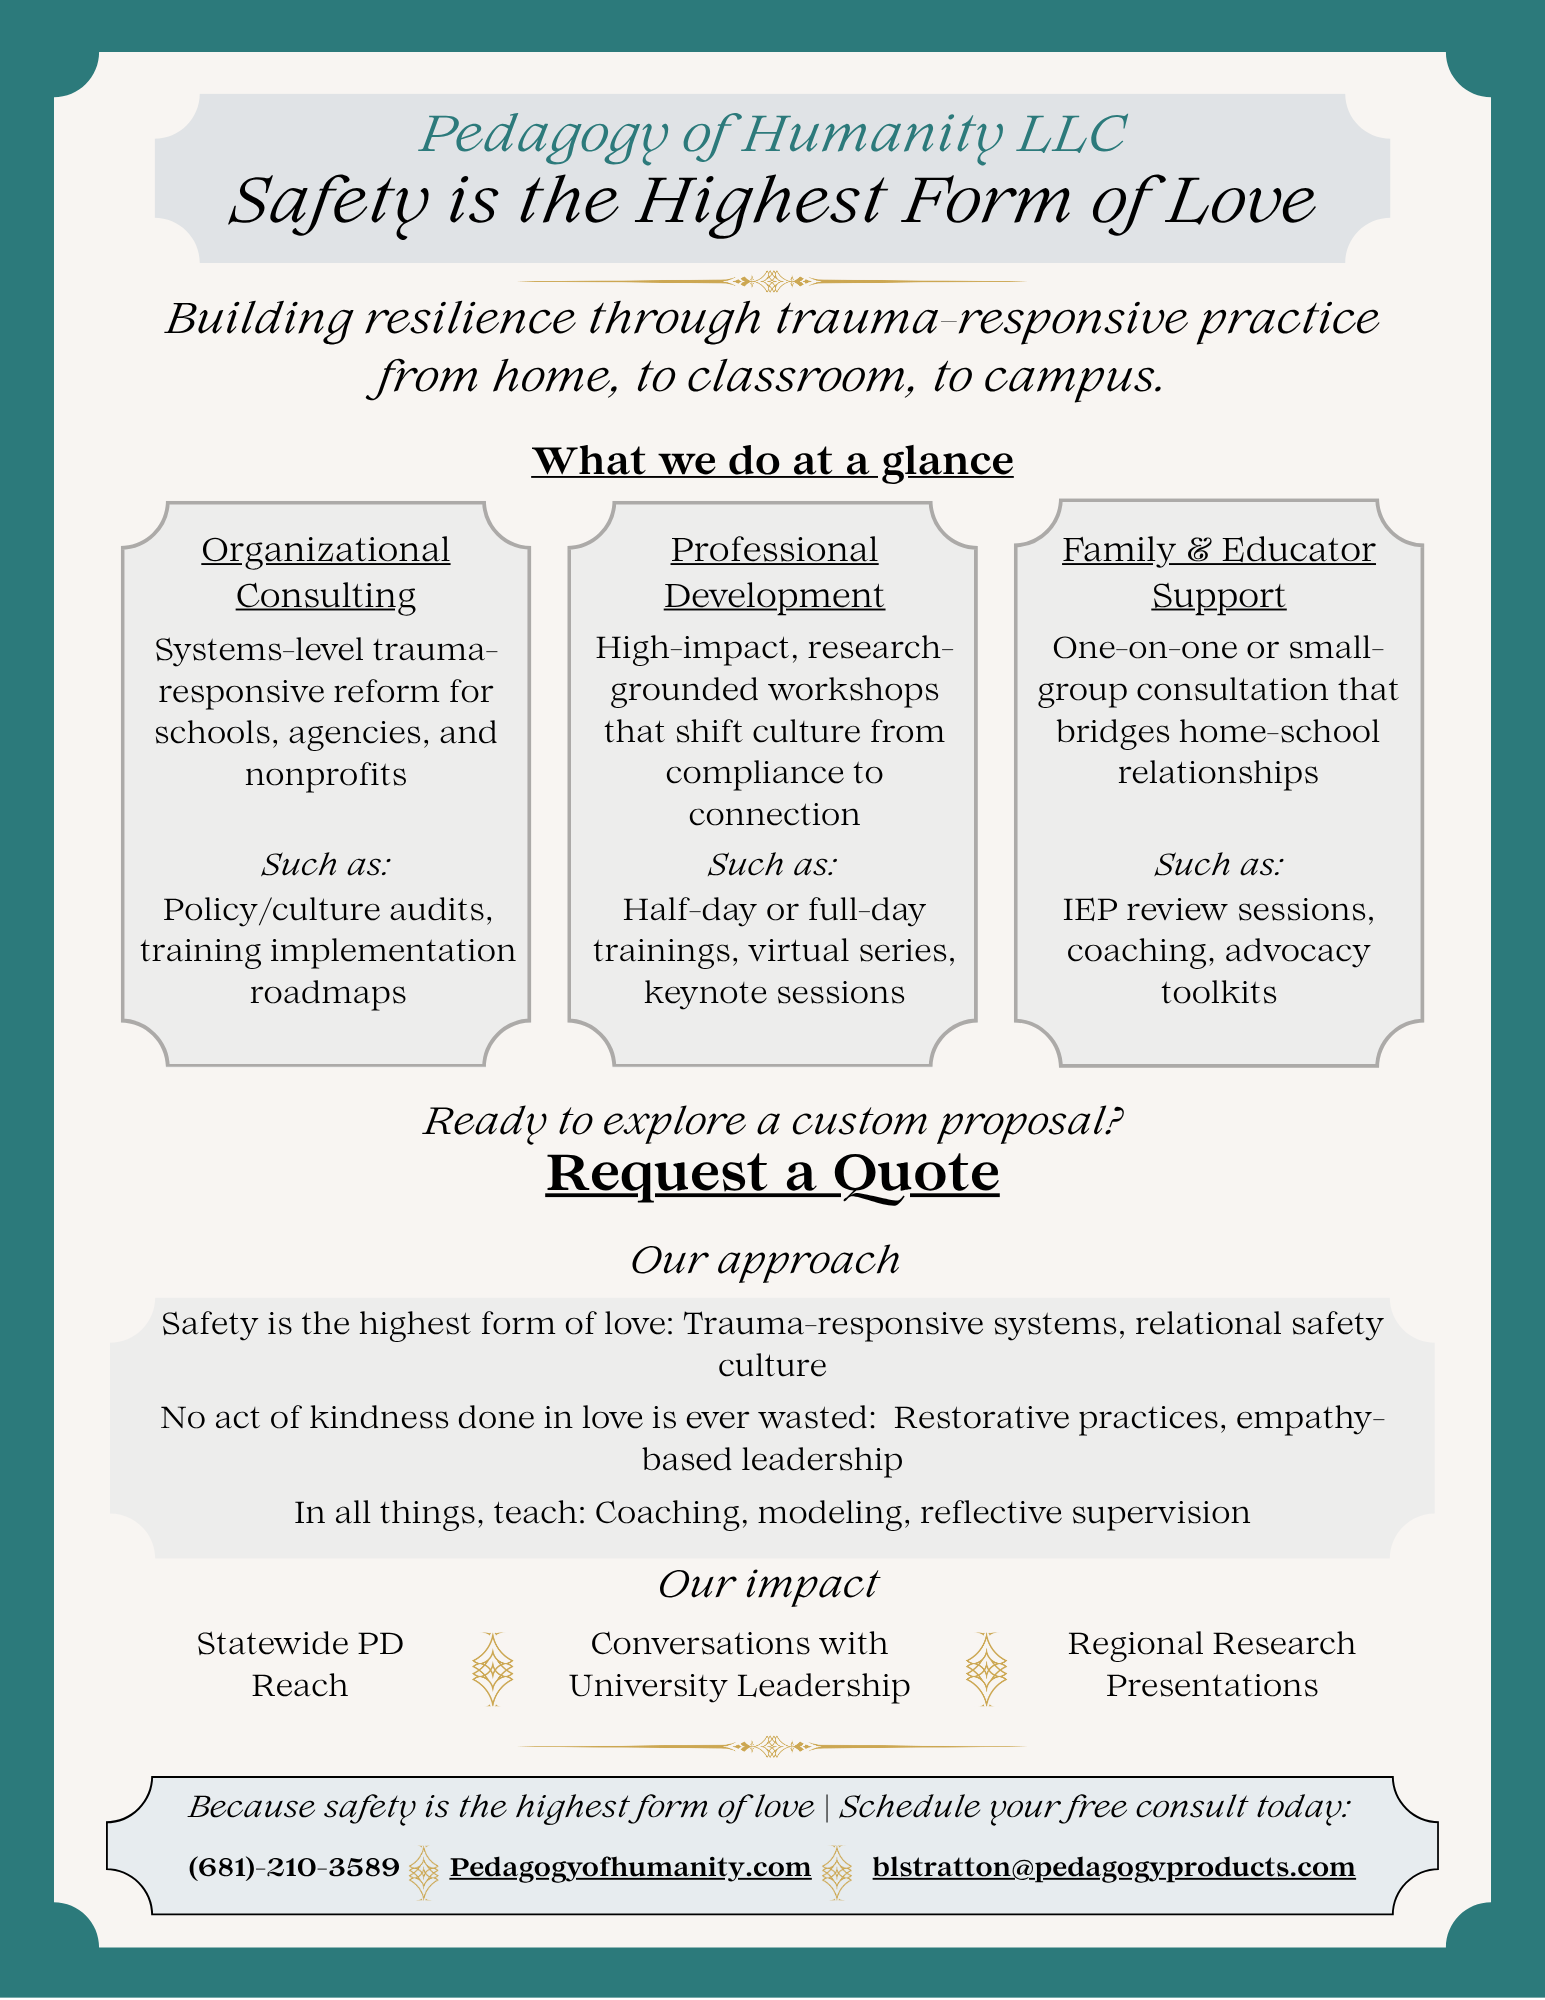 Pedagogy of Humanity LLC
Safety is the Highest Form of Love
Building resilience through trauma-responsive practice
from home, to classroom, to campus.
What we do at a glance
Organizational
Consulting
Systems-level trauma-
responsive reform for
schools, agencies, and
nonprofits
Such as:
Policy/culture audits,
training implementation
roadmaps
Professional
Development
High-impact, research-
grounded workshops
that shift culture from
compliance to
connection
Such as:
Half-day or full-day
trainings, virtual series,
keynote sessions
Family & Educator
Support
One-on-one or small-
group consultation that
bridges home-school
relationships
Such as:
IEP review sessions,
coaching, advocacy
toolkits
Ready to explore a custom proposal?
Request a Quote
Our approach
Safety is the highest form of love: Trauma-responsive systems, relational safety
culture
No act of kindness done in love is ever wasted:  Restorative practices, empathy-
based leadership
In all things, teach: Coaching, modeling, reflective supervision
Our impact
Statewide PD
Reach
Conversations with
University Leadership
Regional Research
Presentations
Because safety is the highest form of love | Schedule your free consult today:
(681)-210-3589 Pedagogyofhumanity.com blstratton@pedagogyproducts.com